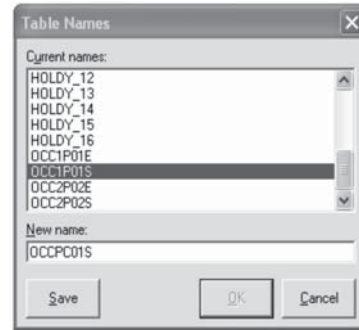 Table Names
Current names:
HOLDY_12
HOLDY_13
HOLDY_14
HOLDY_15
HOLDY_16
OCC1P01E
OCC1P01S
OCC2P02E
OCC2P02S
New name:
OCCPC01S
Save
OK
Cancel